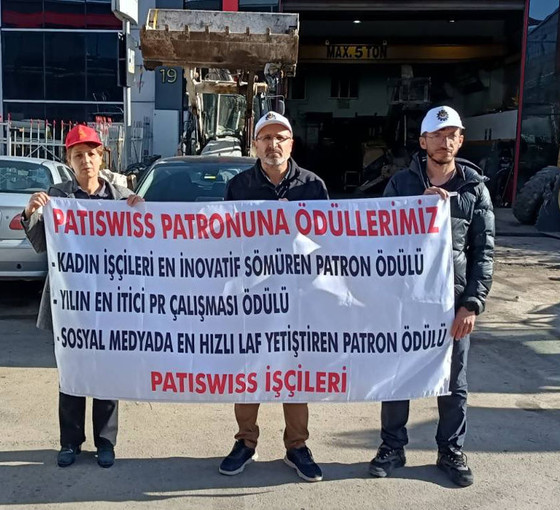 MAX. 5 TON
19
PATISWISS PATRONUNA ÖDÜLLERİMİZ
- KADIN İŞÇİLERİ EN İNOVATİF SÖMÜREN PATRON ÖDÜLÜ
- YILIN EN İTİCİ PR ÇALIŞMASI ÖDÜLÜ
- SOSYAL MEDYADA EN HIZLI LAF YETİŞTİREN PATRON ÖDÜLÜ
PATISWISS İŞÇİLERİ